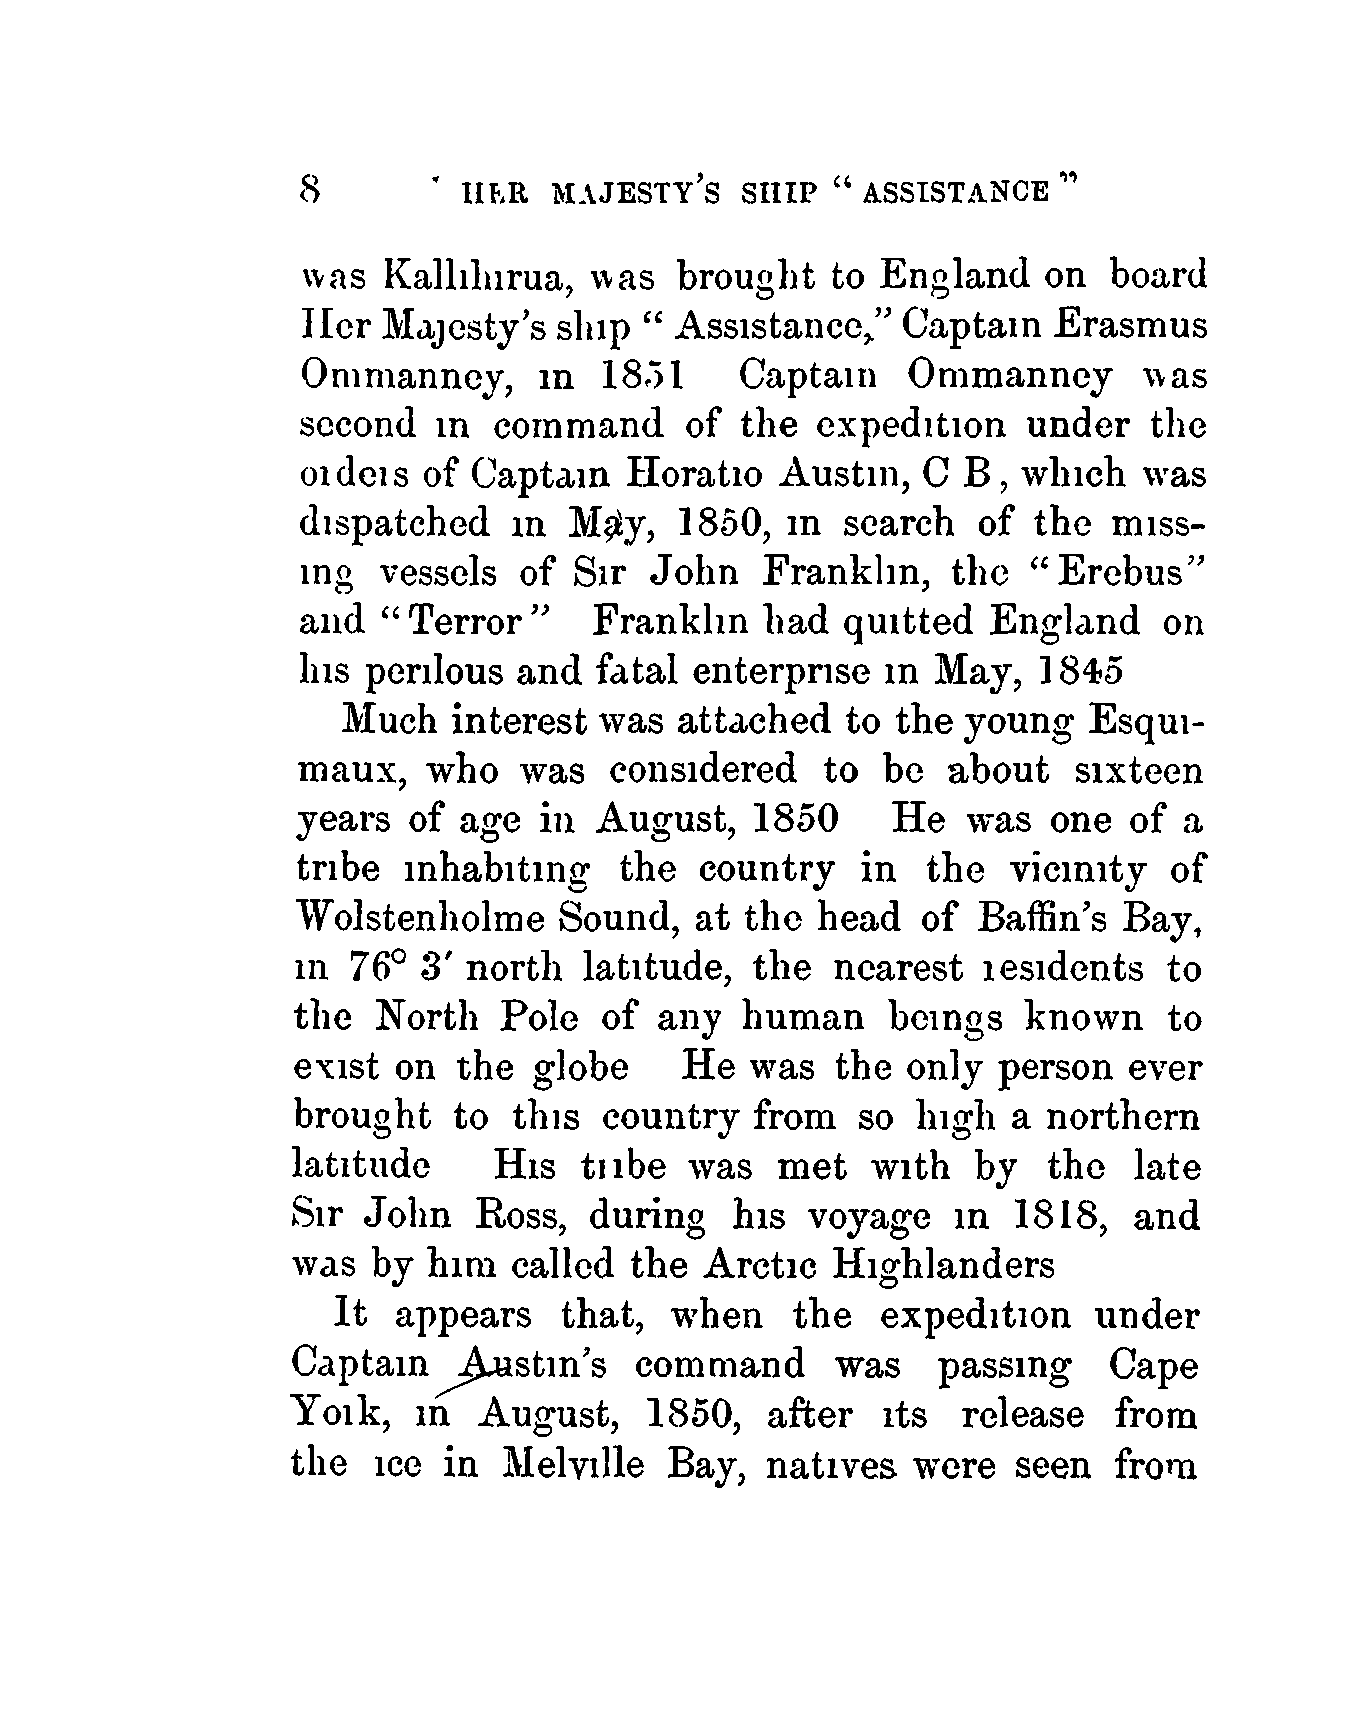 8 HER MAJESTY'S SHIP "ASSISTANCE"
was Kallihirua, was brought to England on board
Her Majesty's ship "Assistance," Captain Erasmus
Ommanney, in 1851 Captain Ommanney was
second in command of the expedition under the
orders of Captain Horatio Austin, C B, which was
dispatched in May, 1850, in search of the miss-
ing vessels of Sir John Franklin, the "Erebus"
and "Terror" Franklin had quitted England on
his perilous and fatal enterprise in May, 1845
Much interest was attached to the young Esqui-
maux, who was considered to be about sixteen
years of age in August, 1850 He was one of a
tribe inhabiting the country in the vicinity of
Wolstenholme Sound, at the head of Baffin's Bay,
in 76° 3′ north latitude, the nearest residents to
the North Pole of any human beings known to
exist on the globe He was the only person ever
brought to this country from so high a northern
latitude His tribe was met with by the late
Sir John Ross, during his voyage in 1818, and
was by him called the Arctic Highlanders
It appears that, when the expedition under
Captain Austin's command was passing Cape
York, in August, 1850, after its release from
the ice in Melville Bay, natives were seen from